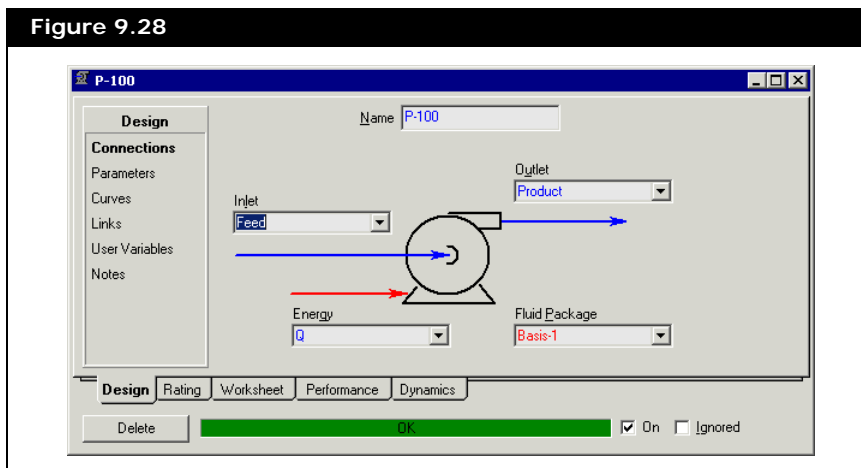 Figure 9.28
P-100
Design
Connections
Parameters
Curves
Links
User Variables
Notes
Name P-100
Outlet
Product
Inlet
Feed
Energy
Q
Fluid Package
Basis-1
Design Rating Worksheet Performance Dynamics
Delete OK On Ignored